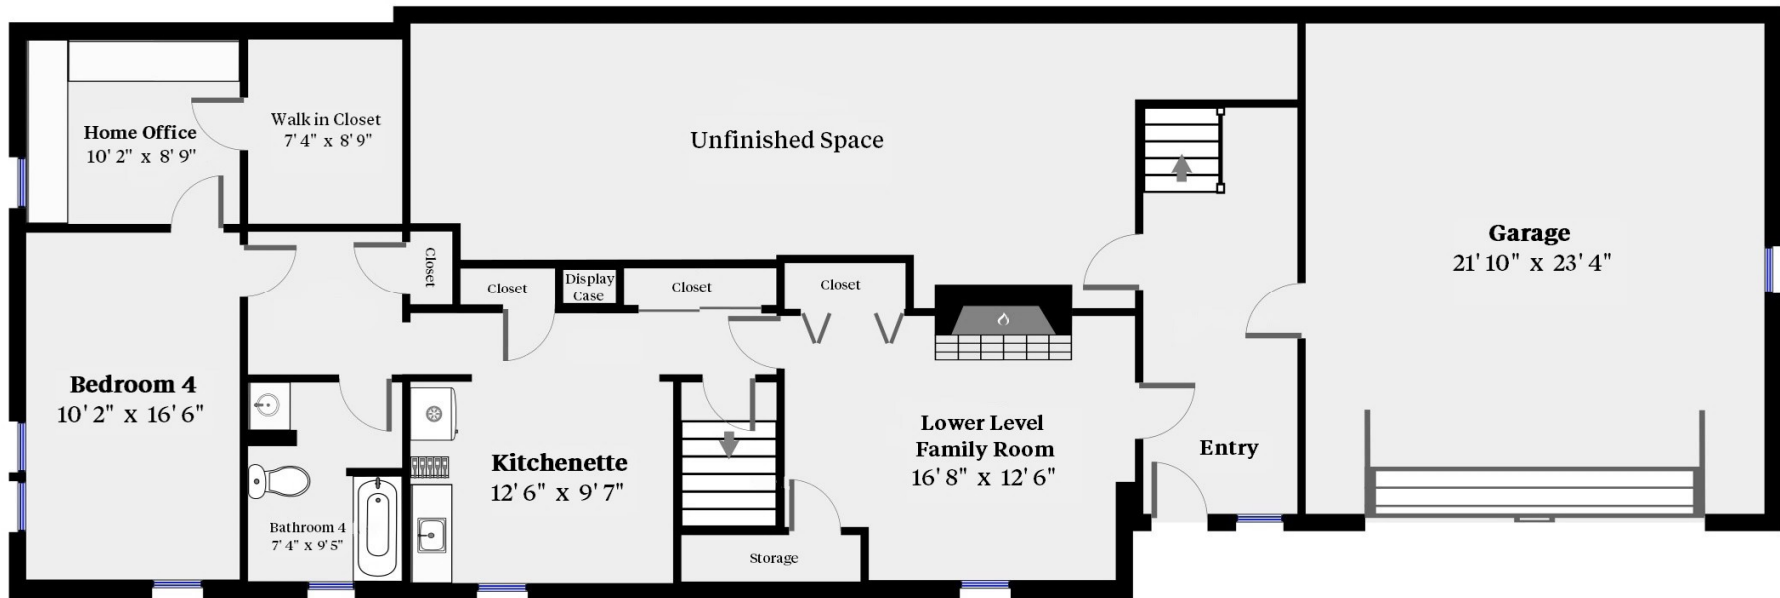 Home Office
10' 2" x 8' 9"
Walk in Closet
7' 4" x 8' 9"
Unfinished Space
Garage
21' 10" x 23' 4"
Closet
Closet
Display
Case
Closet
Closet
Bedroom 4
10' 2" x 16' 6"
Kitchenette
12' 6" x 9' 7"
Lower Level
Family Room
16' 8" x 12' 6"
Entry
Bathroom 4
7' 4" x 9' 5"
Storage